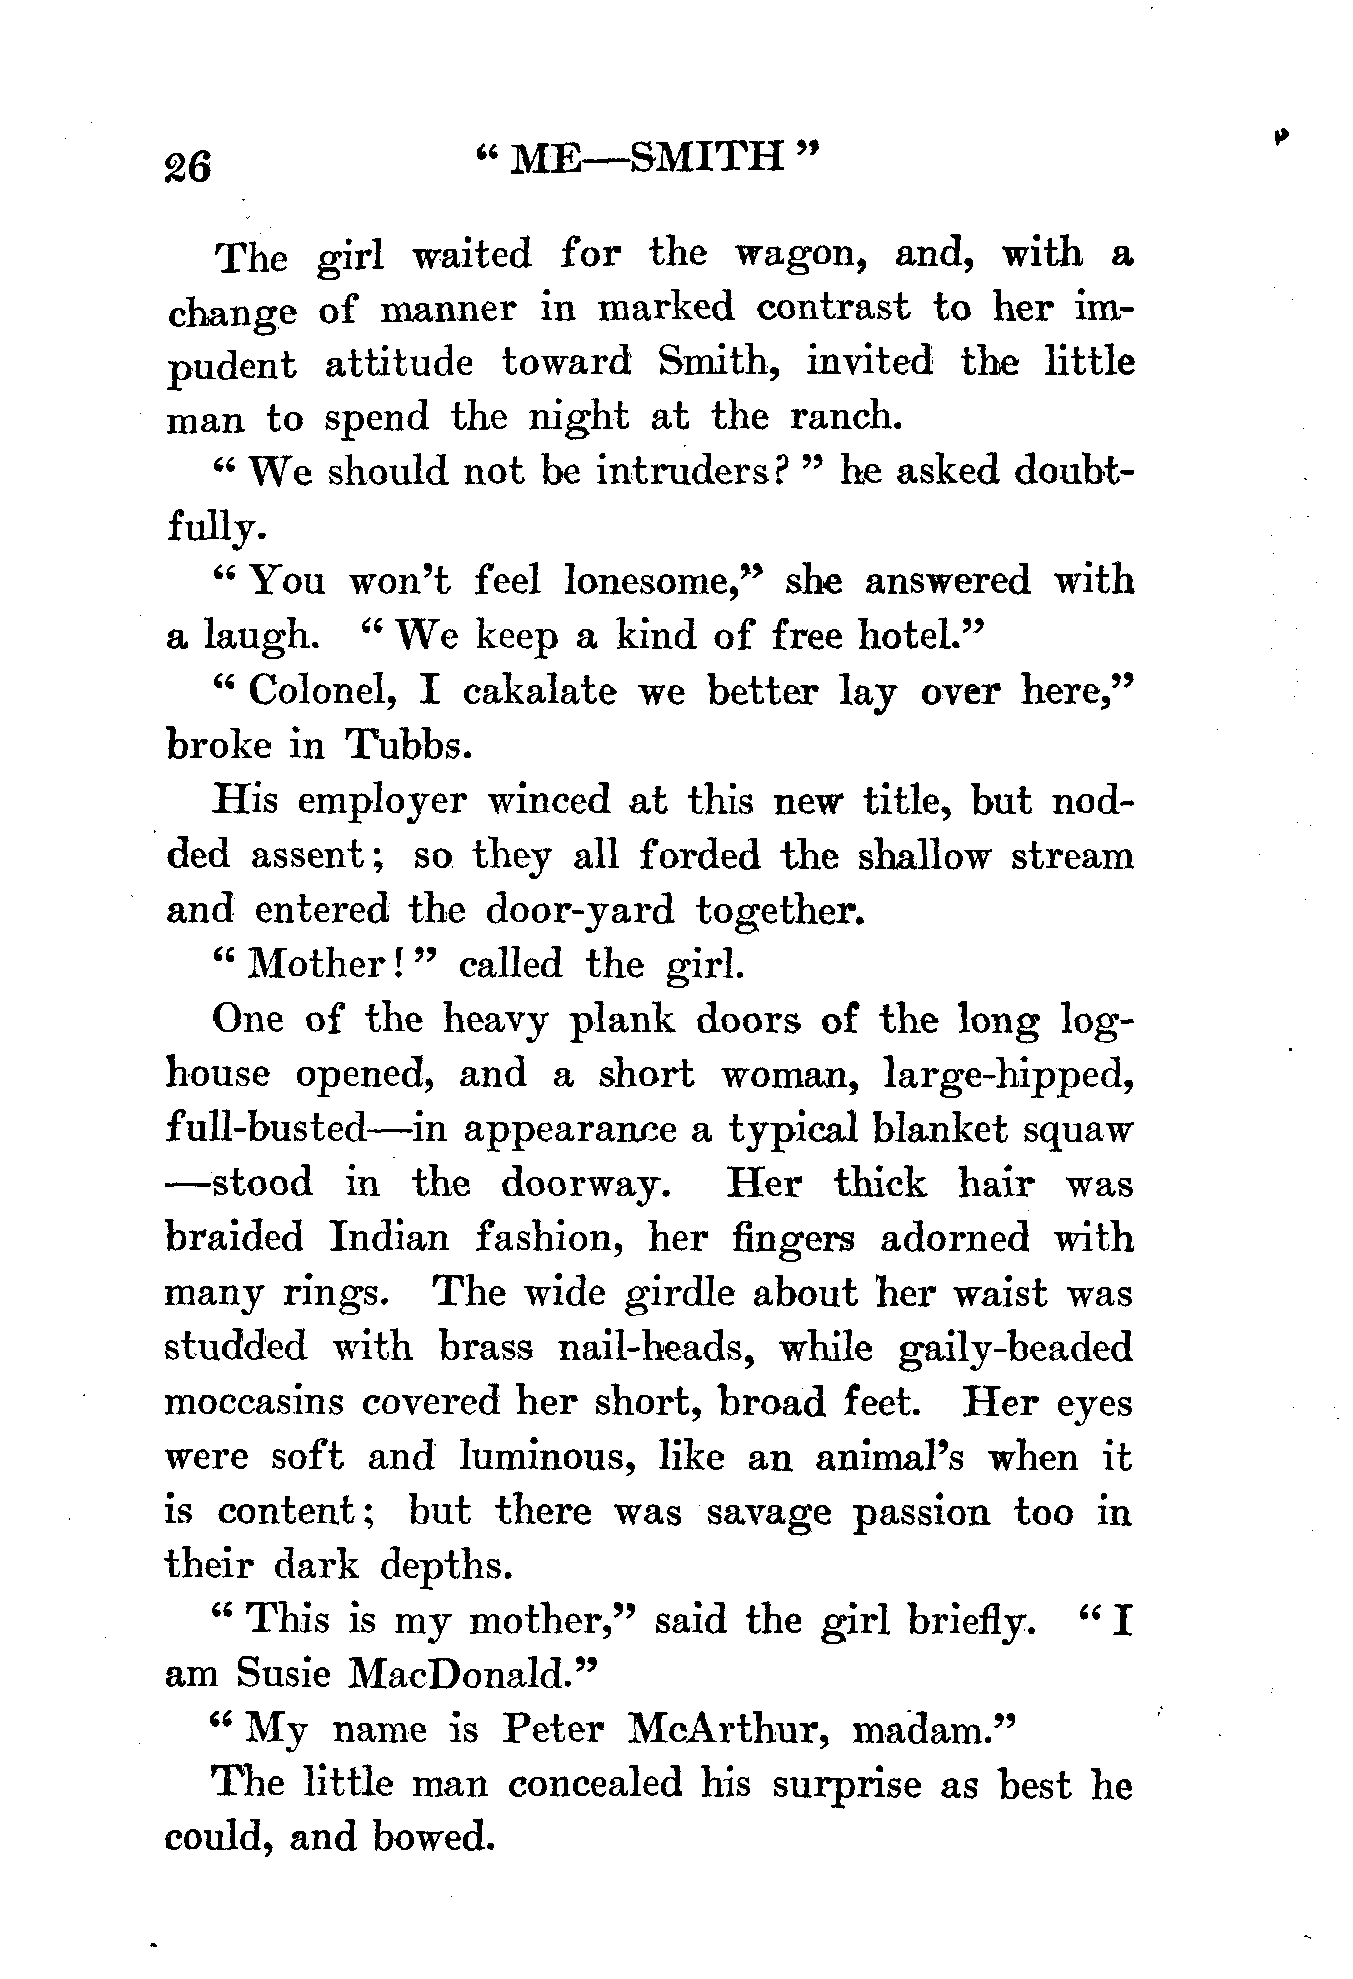 26 “ ME—SMITH ”
The girl waited for the wagon, and, with a
change of manner in marked contrast to her im-
pudent attitude toward Smith, invited the little
man to spend the night at the ranch.
“ We should not be intruders? ” he asked doubt-
fully.
“ You won’t feel lonesome,” she answered with
a laugh. “ We keep a kind of free hotel.”
“ Colonel, I cakalate we better lay over here,”
broke in Tubbs.
His employer winced at this new title, but nod-
ded assent; so they all forded the shallow stream
and entered the door-yard together.
“ Mother! ” called the girl.
One of the heavy plank doors of the long log-
house opened, and a short woman, large-hipped,
full-busted—in appearance a typical blanket squaw
—stood in the doorway. Her thick hair was
braided Indian fashion, her fingers adorned with
many rings. The wide girdle about her waist was
studded with brass nail-heads, while gaily-beaded
moccasins covered her short, broad feet. Her eyes
were soft and luminous, like an animal’s when it
is content; but there was savage passion too in
their dark depths.
“ This is my mother,” said the girl briefly. “ I
am Susie MacDonald.”
“ My name is Peter McArthur, madam.”
The little man concealed his surprise as best he
could, and bowed.